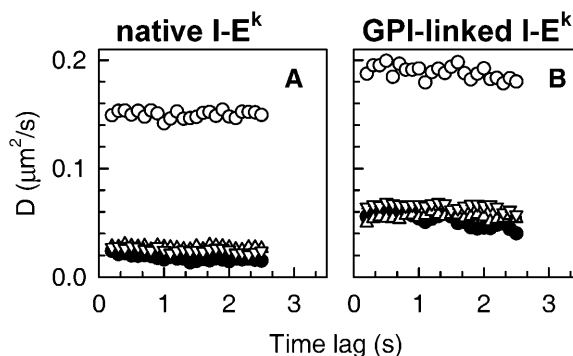 native I-E^k GPI-linked I-E^k
A B
0.2
0.1
0.0
D (μm²/s)
0 1 2 3 0 1 2 3
Time lag (s)